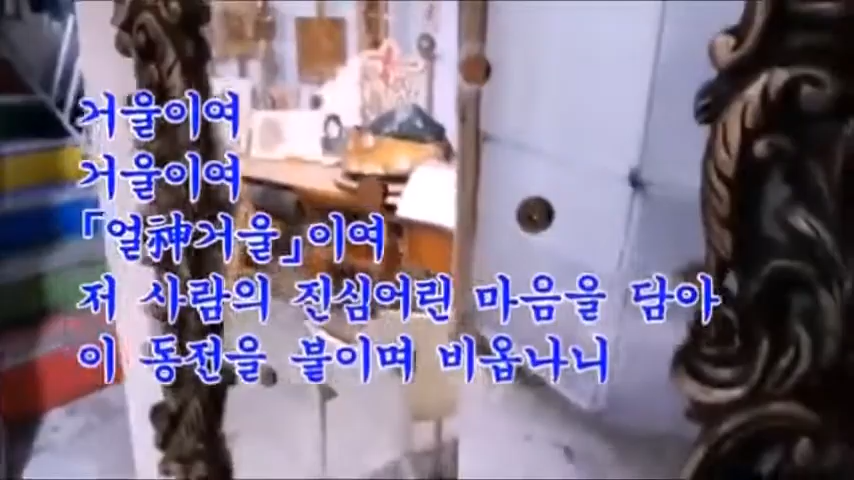 거울이여
거울이여
「얼神거울」이여
저 사람의 진심어린 마음을 담아
이 동전을 붙이며 비옵나니